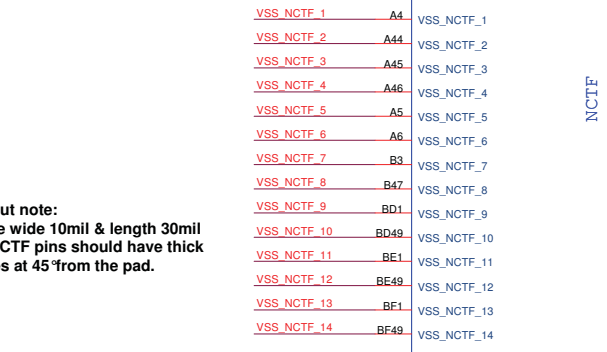 VSS_NCTF_1 A4 VSS_NCTF_1
VSS_NCTF_2 A44 VSS_NCTF_2
VSS_NCTF_3 A45 VSS_NCTF_3
VSS_NCTF_4 A46 VSS_NCTF_4
VSS_NCTF_5 A5 VSS_NCTF_5
VSS_NCTF_6 A6 VSS_NCTF_6
VSS_NCTF_7 B3 VSS_NCTF_7
VSS_NCTF_8 B47 VSS_NCTF_8
VSS_NCTF_9 BD1 VSS_NCTF_9
VSS_NCTF_10 BD49 VSS_NCTF_10
VSS_NCTF_11 BE1 VSS_NCTF_11
VSS_NCTF_12 BE49 VSS_NCTF_12
VSS_NCTF_13 BF1 VSS_NCTF_13
VSS_NCTF_14 BF49 VSS_NCTF_14
NCTF
ut note:
e wide 10mil & length 30mil
CTF pins should have thick
es at 45°from the pad.